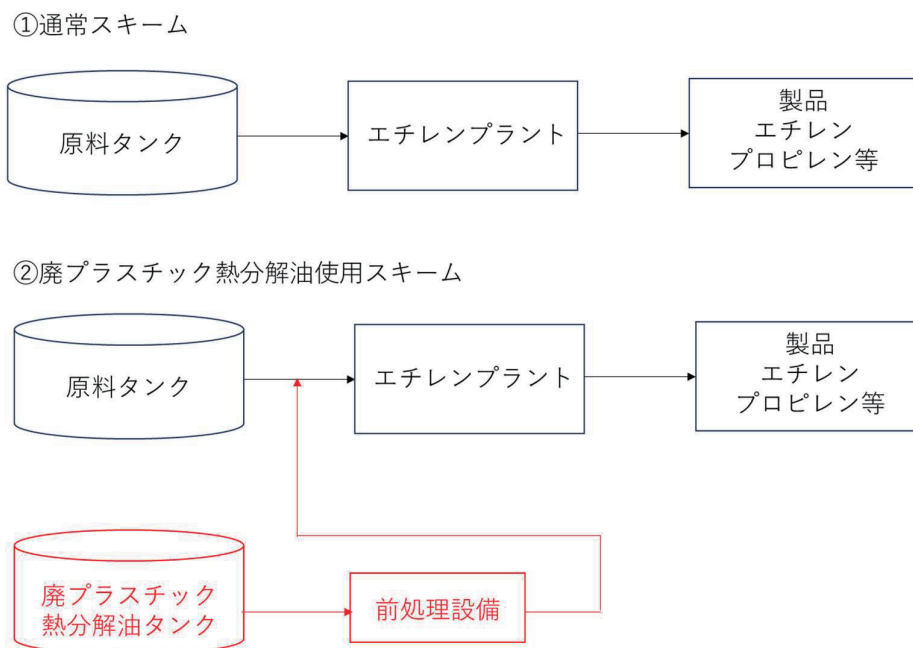 ①通常スキーム
原料タンク
エチレンプラント
製品
エチレン
プロピレン等
②廃プラスチック熱分解油使用スキーム
原料タンク
エチレンプラント
製品
エチレン
プロピレン等
廃プラスチック
熱分解油タンク
前処理設備